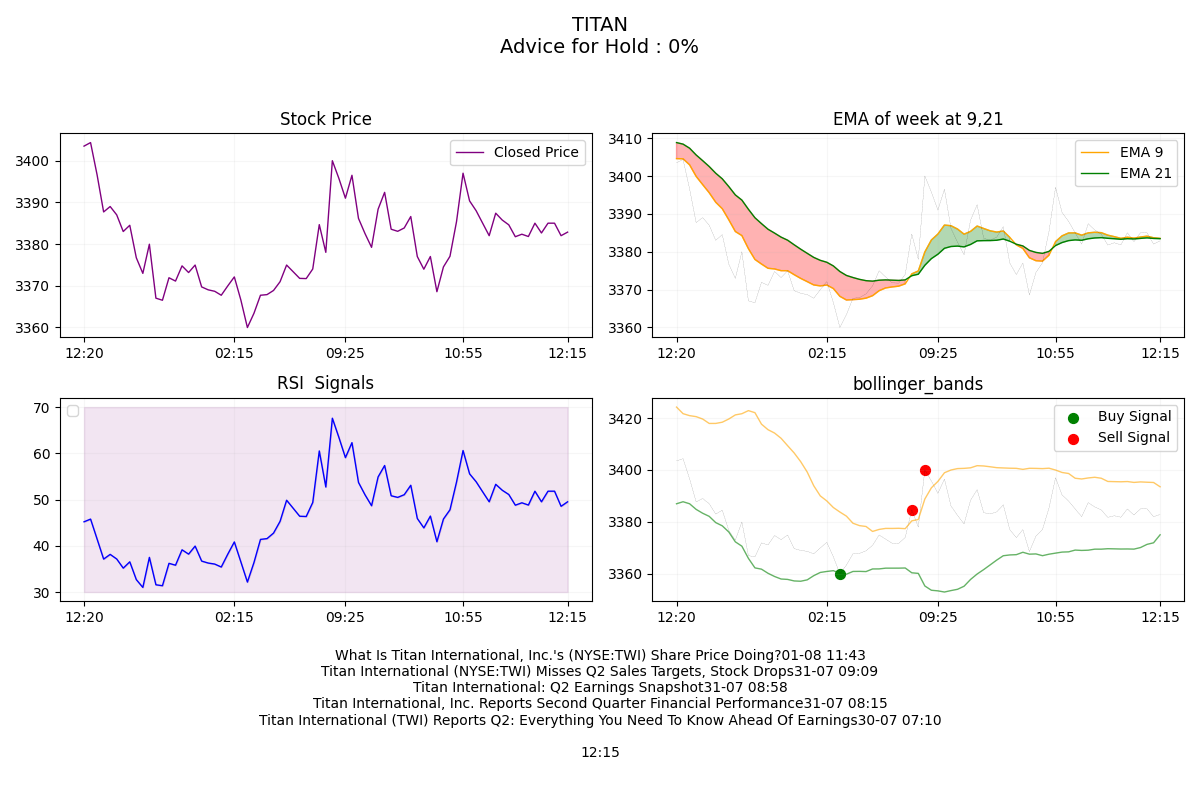 TITAN
Advice for Hold : 0%
Stock Price
Closed Price
3400
3390
3380
3370
3360
12:20 02:15 09:25 10:55 12:15
EMA of week at 9,21
EMA 9
EMA 21
3410
3400
3390
3380
3370
3360
12:20 02:15 09:25 10:55 12:15
RSI  Signals
70
60
50
40
30
12:20 02:15 09:25 10:55 12:15
bollinger_bands
Buy Signal
Sell Signal
3420
3400
3380
3360
12:20 02:15 09:25 10:55 12:15
What Is Titan International, Inc.'s (NYSE:TWI) Share Price Doing?01-08 11:43
Titan International (NYSE:TWI) Misses Q2 Sales Targets, Stock Drops31-07 09:09
Titan International: Q2 Earnings Snapshot31-07 08:58
Titan International, Inc. Reports Second Quarter Financial Performance31-07 08:15
Titan International (TWI) Reports Q2: Everything You Need To Know Ahead Of Earnings30-07 07:10
12:15